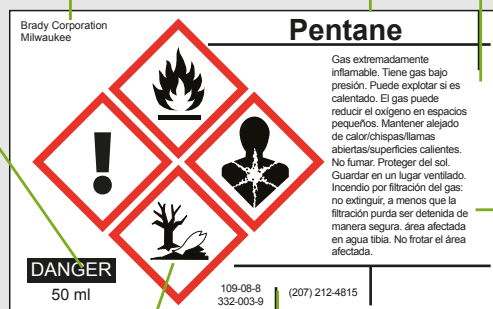 Brady Corporation
Milwaukee
Pentane
Gas extremadamente
inflamable. Tiene gas bajo
presión. Puede explotar si es
calentado. El gas puede
reducir el oxígeno en espacios
pequeños. Mantener alejado
de calor/chispas/llamas
abiertas/superficies calientes.
No fumar. Proteger del sol.
Guardar en un lugar ventilado.
Incendio por filtración del gas:
no extinguir, a menos que la
filtración purda ser detenida de
manera segura. área afectada
en agua tibia. No frotar el área
afectada.
DANGER
50 ml
109-08-8
332-003-9
(207) 212-4815